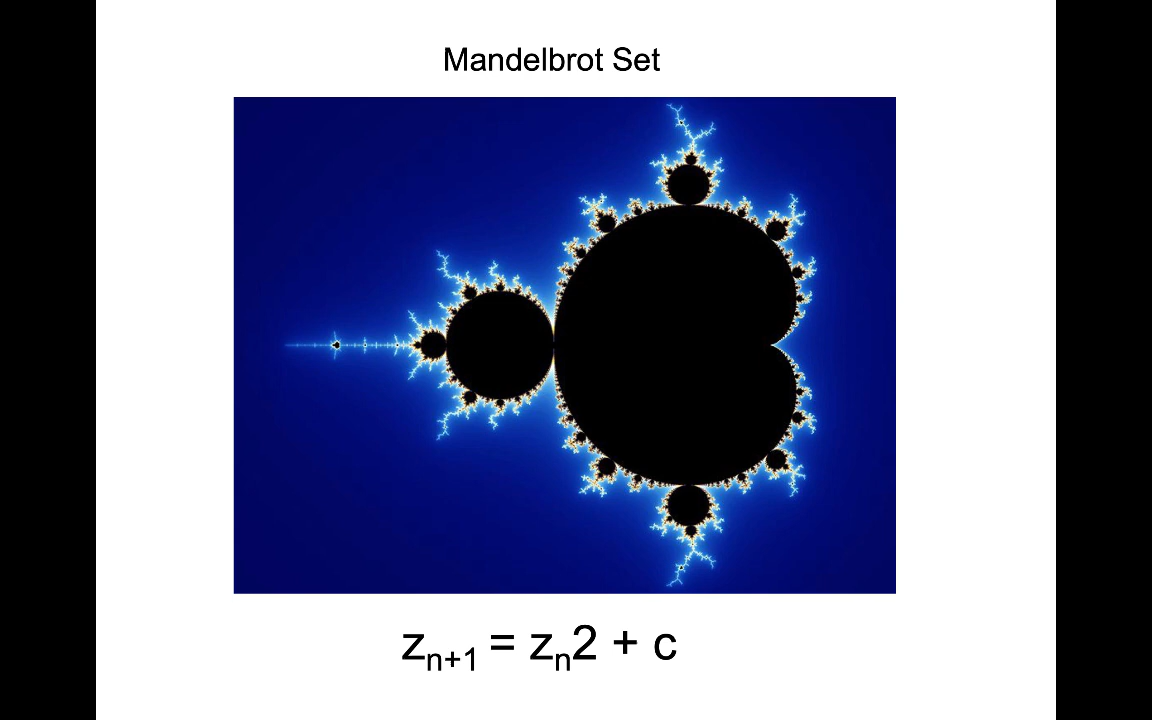 Mandelbrot Set
zn+1 = zn2 + c